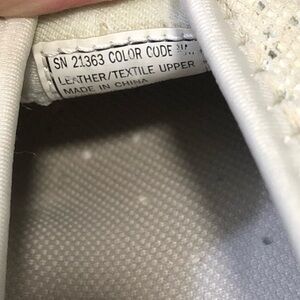 SN 21363 COLOR CODE
LEATHER/TEXTILE UPPER
MADE IN CHINA